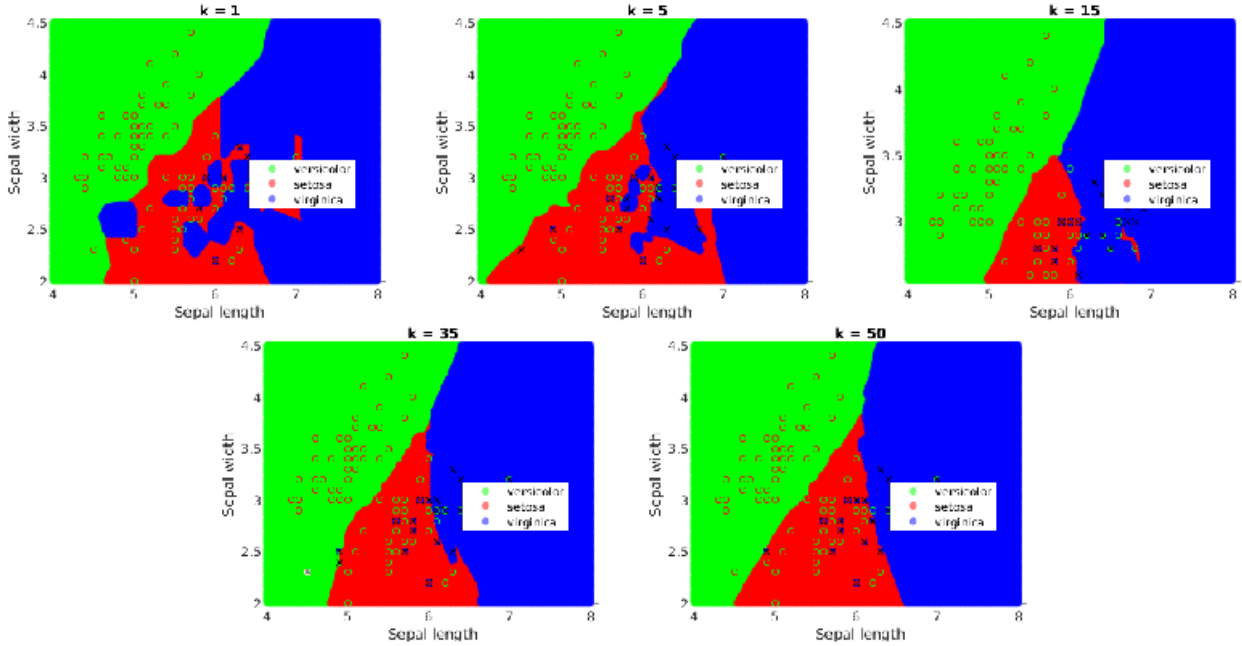 k = 1
4.5
4
3.5
3
2.5
2
4
5
6
7
8
Sepal width
Sepal length
versicolor
setosa
virginica
k = 5
4.5
4
3.5
3
2.5
2
4
5
6
7
8
Sepal width
Sepal length
versicolor
setosa
virginica
k = 15
4.5
4
3.5
3
4
5
6
7
8
Sepal width
Sepal length
versicolor
setosa
virginica
k = 35
4.5
4
3.5
3
2.5
2
4
5
6
7
8
Sepal width
Sepal length
versicolor
setosa
virginica
k = 50
4.5
4
3.5
3
2.5
2
4
5
6
7
8
Sepal width
Sepal length
versicolor
setosa
virginica